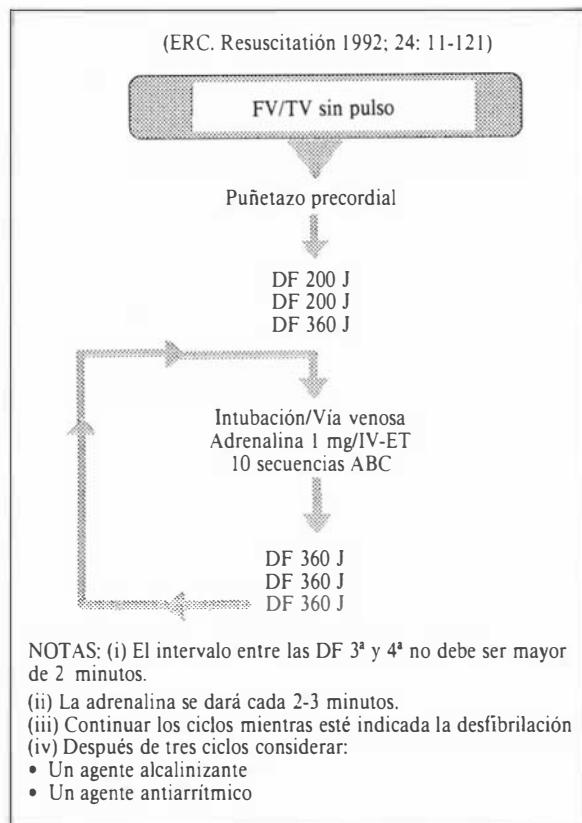 (ERC. Resuscitatión 1992; 24: 11-121)
FV/TV sin pulso
Puñetazo precordial
DF 200 J
DF 200 J
DF 360 J
Intubación/Vía venosa
Adrenalina 1 mg/IV-ET
10 secuencias ABC
DF 360 J
DF 360 J
DF 360 J
NOTAS: (i) El intervalo entre las DF 3ª y 4ª no debe ser mayor
de 2 minutos.
(ii) La adrenalina se dará cada 2-3 minutos.
(iii) Continuar los ciclos mientras esté indicada la desfibrilación
(iv) Después de tres ciclos considerar:
• Un agente alcalinizante
• Un agente antiarrítmico